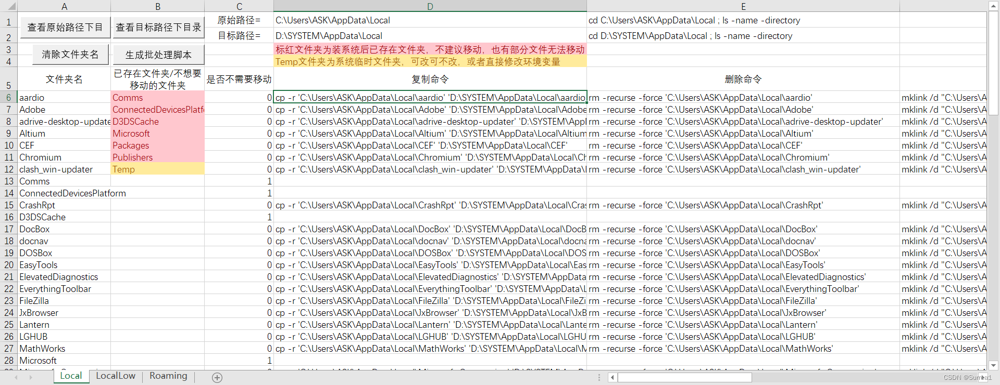 A B C D E
1 查看原始路径下目 查看目标路径下目录 原始路径= C:\Users\ASK\AppData\Local cd C:\Users\ASK\AppData\Local ; ls -name -directory
2 目标路径= D:\SYSTEM\AppData\Local cd D:\SYSTEM\AppData\Local ; ls -name -directory
3 清除文件夹名 生成批处理脚本 标红文件夹为装系统后已存在文件夹，不建议移动，也有部分文件无法移动
4 Temp文件夹为系统临时文件夹，可改可不改，或者直接修改环境变量
5 文件夹名 已存在文件夹/不想要移动的文件夹 是否不需要移动 复制命令 删除命令
6 aardio Comms 0 cp -r 'C:\Users\ASK\AppData\Local\aardio' 'D:\SYSTEM\AppData\Local\aardio rm -recurse -force 'C:\Users\ASK\AppData\Local\aardio' mklink /d "C:\Users\A
7 Adobe ConnectedDevicesPlatf 0 cp -r 'C:\Users\ASK\AppData\Local\Adobe' 'D:\SYSTEM\AppData\Local\Adobe rm -recurse -force 'C:\Users\ASK\AppData\Local\Adobe' mklink /d "C:\Users\A
8 adrive-desktop-update D3DSCache 0 cp -r 'C:\Users\ASK\AppData\Local\adrive-desktop-updater' 'D:\SYSTEM\AppI rm -recurse -force 'C:\Users\ASK\AppData\Local\adrive-desktop-updater' mklink /d "C:\Users\A
9 Altium Microsoft 0 cp -r 'C:\Users\ASK\AppData\Local\Altium' 'D:\SYSTEM\AppData\Local\Altium rm -recurse -force 'C:\Users\ASK\AppData\Local\Altium' mklink /d "C:\Users\A
10 CEF Packages 0 cp -r 'C:\Users\ASK\AppData\Local\CEF' 'D:\SYSTEM\AppData\Local\CEF' rm -recurse -force 'C:\Users\ASK\AppData\Local\CEF' mklink /d "C:\Users\A
11 Chromium Publishers 0 cp -r 'C:\Users\ASK\AppData\Local\Chromium' 'D:\SYSTEM\AppData\Local\Ch rm -recurse -force 'C:\Users\ASK\AppData\Local\Chromium' mklink /d "C:\Users\A
12 clash_win-updater Temp 0 cp -r 'C:\Users\ASK\AppData\Local\clash_win-updater' 'D:\SYSTEM\AppData\l rm -recurse -force 'C:\Users\ASK\AppData\Local\clash_win-updater' mklink /d "C:\Users\A
13 Comms 1
14 ConnectedDevicesPlatform 1
15 CrashRpt 0 cp -r 'C:\Users\ASK\AppData\Local\CrashRpt' 'D:\SYSTEM\AppData\Local\Cras rm -recurse -force 'C:\Users\ASK\AppData\Local\CrashRpt' mklink /d "C:\Users\A
16 D3DSCache 1
17 DocBox 0 cp -r 'C:\Users\ASK\AppData\Local\DocBox' 'D:\SYSTEM\AppData\Local\DocB rm -recurse -force 'C:\Users\ASK\AppData\Local\DocBox' mklink /d "C:\Users\A
18 docnav 0 cp -r 'C:\Users\ASK\AppData\Local\docnav' 'D:\SYSTEM\AppData\Local\docna rm -recurse -force 'C:\Users\ASK\AppData\Local\docnav' mklink /d "C:\Users\A
19 DOSBox 0 cp -r 'C:\Users\ASK\AppData\Local\DOSBox' 'D:\SYSTEM\AppData\Local\DOS rm -recurse -force 'C:\Users\ASK\AppData\Local\DOSBox' mklink /d "C:\Users\A
20 EasyTools 0 cp -r 'C:\Users\ASK\AppData\Local\EasyTools' 'D:\SYSTEM\AppData\Local\Eas rm -recurse -force 'C:\Users\ASK\AppData\Local\EasyTools' mklink /d "C:\Users\A
21 ElevatedDiagnostics 0 cp -r 'C:\Users\ASK\AppData\Local\ElevatedDiagnostics' 'D:\SYSTEM\AppData rm -recurse -force 'C:\Users\ASK\AppData\Local\ElevatedDiagnostics' mklink /d "C:\Users\A
22 EverythingToolbar 0 cp -r 'C:\Users\ASK\AppData\Local\EverythingToolbar' 'D:\SYSTEM\AppData\L rm -recurse -force 'C:\Users\ASK\AppData\Local\EverythingToolbar' mklink /d "C:\Users\A
23 FileZilla 0 cp -r 'C:\Users\ASK\AppData\Local\FileZilla' 'D:\SYSTEM\AppData\Local\FileZi rm -recurse -force 'C:\Users\ASK\AppData\Local\FileZilla' mklink /d "C:\Users\A
24 JxBrowser 0 cp -r 'C:\Users\ASK\AppData\Local\JxBrowser' 'D:\SYSTEM\AppData\Local\JxB rm -recurse -force 'C:\Users\ASK\AppData\Local\JxBrowser' mklink /d "C:\Users\A
25 Lantern 0 cp -r 'C:\Users\ASK\AppData\Local\Lantern' 'D:\SYSTEM\AppData\Local\Lante rm -recurse -force 'C:\Users\ASK\AppData\Local\Lantern' mklink /d "C:\Users\A
26 LGHUB 0 cp -r 'C:\Users\ASK\AppData\Local\LGHUB' 'D:\SYSTEM\AppData\Local\LGHU rm -recurse -force 'C:\Users\ASK\AppData\Local\LGHUB' mklink /d "C:\Users\A
27 MathWorks 0 cp -r 'C:\Users\ASK\AppData\Local\MathWorks' 'D:\SYSTEM\AppData\Local\M rm -recurse -force 'C:\Users\ASK\AppData\Local\MathWorks' mklink /d "C:\Users\A
28 Microsoft 1
Local LocalLow Roaming